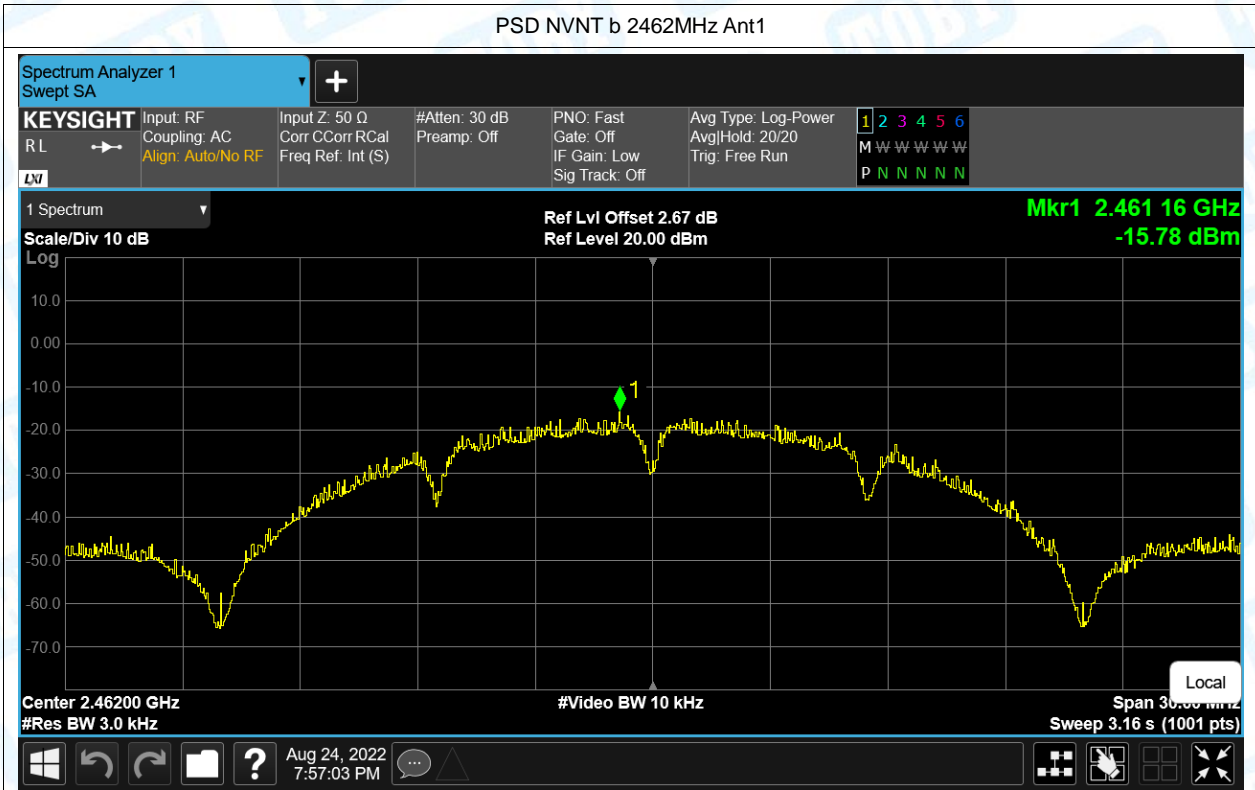 PSD NVNT b 2462MHz Ant1
Spectrum Analyzer 1
Swept SA
KEYSIGHT
R L
LXI
Input: RF
Coupling: AC
Align: Auto/No RF
Input Z: 50 Ω
Corr CCorr RCal
Freq Ref: Int (S)
#Atten: 30 dB
Preamp: Off
PNO: Fast
Gate: Off
IF Gain: Low
Sig Track: Off
Avg Type: Log-Power
Avg|Hold: 20/20
Trig: Free Run
1 2 3 4 5 6
M W W W W W W
P N N N N N N
1 Spectrum
Scale/Div 10 dB
Log
Ref Lvl Offset 2.67 dB
Ref Level 20.00 dBm
Mkr1 2.461 16 GHz
-15.78 dBm
10.0
0.00
-10.0
1
-20.0
-30.0
-40.0
-50.0
-60.0
-70.0
Local
Center 2.46200 GHz
#Video BW 10 kHz
Span 30.00 MHz
#Res BW 3.0 kHz
Sweep 3.16 s (1001 pts)
?
Aug 24, 2022
7:57:03 PM